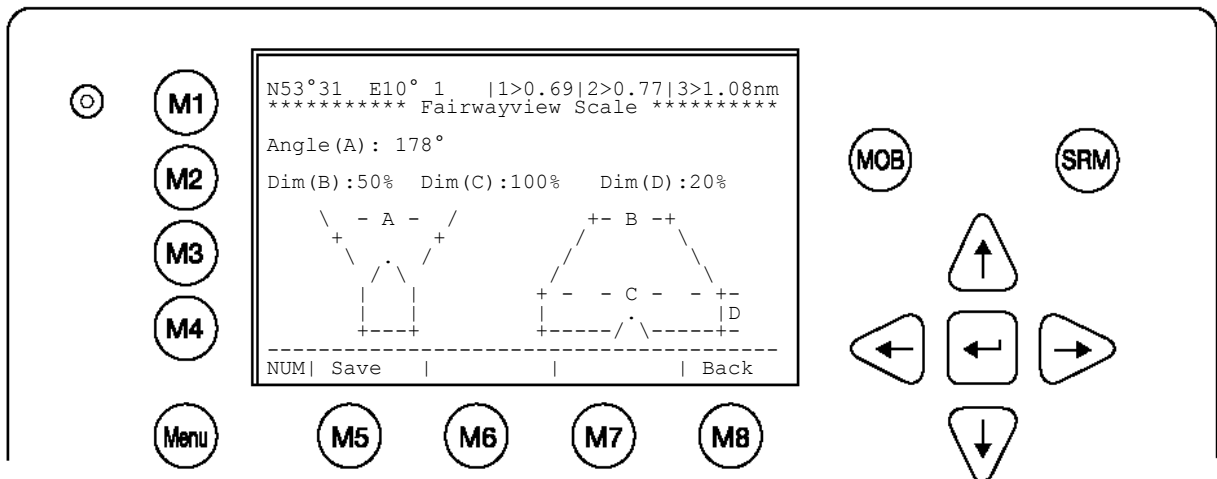 N53°31 E10° 1 |1>0.69|2>0.77|3>1.08nm
*********** Fairwayview Scale **********
Angle(A): 178°
Dim(B):50% Dim(C):100% Dim(D):20%
- A -
+- B -+
- - C - -
D
NUM| Save | | | Back
M1
M2
M3
M4
Menu
M5
M6
M7
M8
MOB
SRM